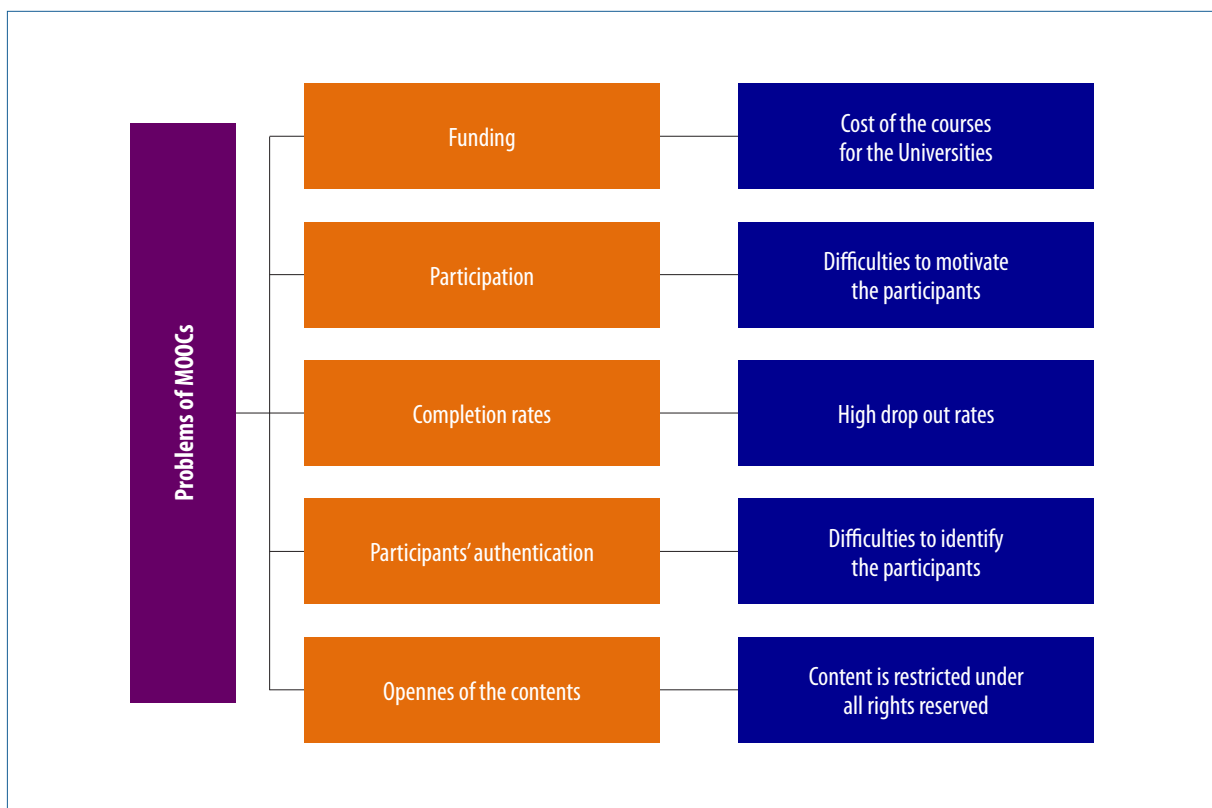 Problems of MOOCs
Funding
Cost of the courses
for the Universities
Participation
Difficulties to motivate
the participants
Completion rates
High drop out rates
Participants’ authentication
Difficulties to identify
the participants
Opennes of the contents
Content is restricted under
all rights reserved